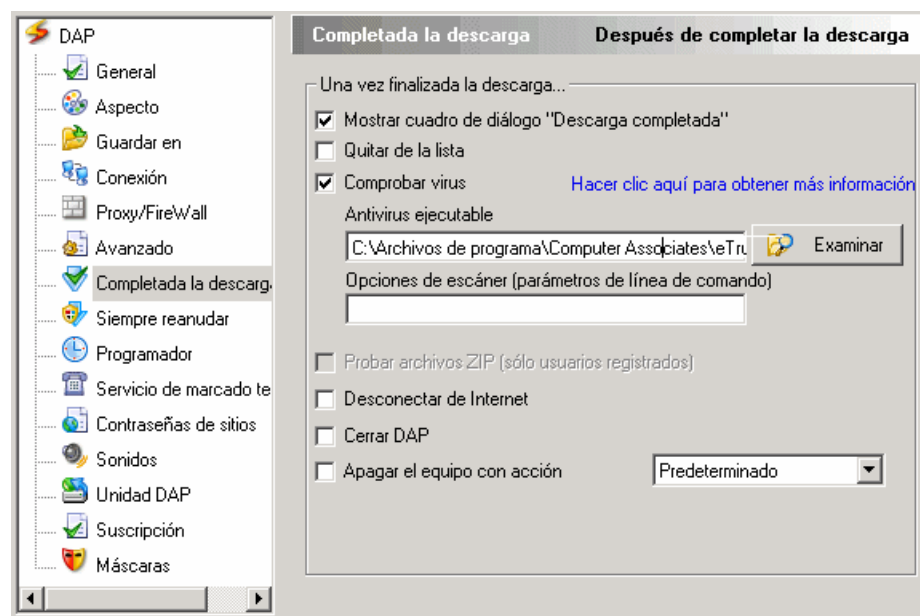 DAP
General
Aspecto
Guardar en
Conexión
Proxy/FireWall
Avanzado
Completada la descarg
Siempre reanudar
Programador
Servicio de marcado te
Contraseñas de sitios
Sonidos
Unidad DAP
Suscripción
Máscaras
Completada la descarga Después de completar la descarga
Una vez finalizada la descarga...
Mostrar cuadro de diálogo "Descarga completada"
Quitar de la lista
Comprobar virus Hacer clic aquí para obtener más información
Antivirus ejecutable
C:\Archivos de programa\Computer Associates\eTru Examinar
Opciones de escáner (parámetros de línea de comando)
Probar archivos ZIP (sólo usuarios registrados)
Desconectar de Internet
Cerrar DAP
Apagar el equipo con acción Predeterminado